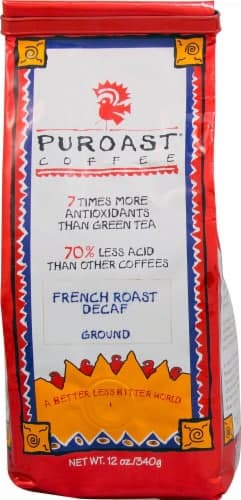 PUROAST
COFFEE
7 TIMES MORE
ANTIOXIDANTS
THAN GREEN TEA
70% LESS ACID
THAN OTHER COFFEES
FRENCH ROAST
DECAF
GROUND
A BETTER LESS BITTER WORLD
NET WT. 12 oz./340g